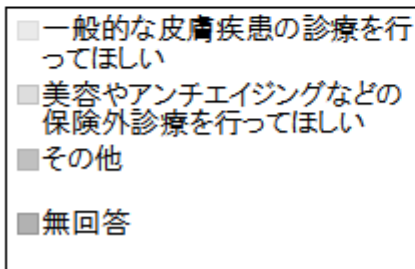 一般的な皮膚疾患の診療を行
ってほしい
美容やアンチエイジングなどの
保険外診療を行ってほしい
その他
無回答